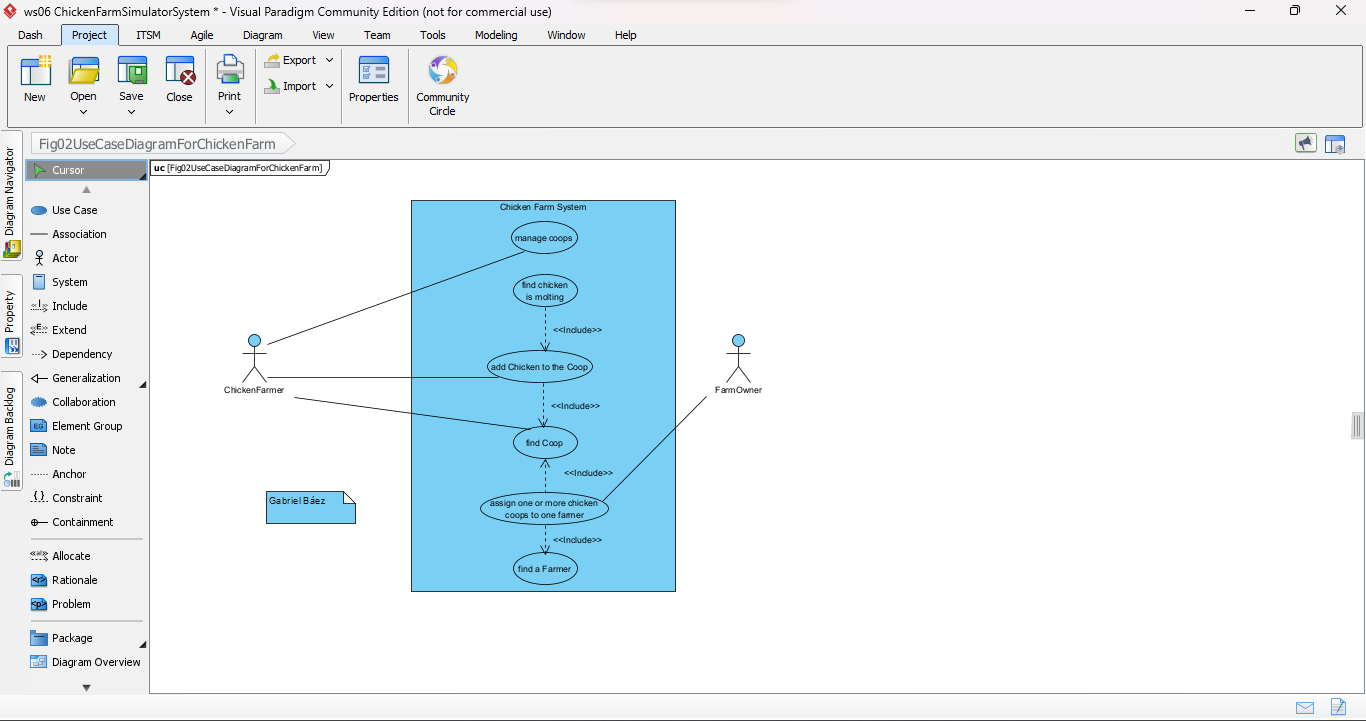 ws06 ChickenFarmSimulatorSystem * - Visual Paradigm Community Edition (not for commercial use)
Dash Project ITSM Agile Diagram View Team Tools Modeling Window Help
New
Open
Save
Close
Print
Export
Import
Properties
Community
Circle
Fig02UseCaseDiagramForChickenFarm
Diagram Navigator
Property
Diagram Backlog
Cursor
Use Case
Association
Actor
System
Include
Extend
Dependency
Generalization
Collaboration
Element Group
Note
Anchor
Constraint
Containment
Allocate
Rationale
Problem
Package
Diagram Overview
uc [Fig02UseCaseDiagramForChickenFarm]
Chicken Farm System
manage coops
find chicken
is molting
<<Include>>
add Chicken to the Coop
<<Include>>
find Coop
<<Include>>
assign one or more chicken
coops to one farmer
<<Include>>
find a Farmer
ChickenFarmer
FarmOwner
Gabriel Báez